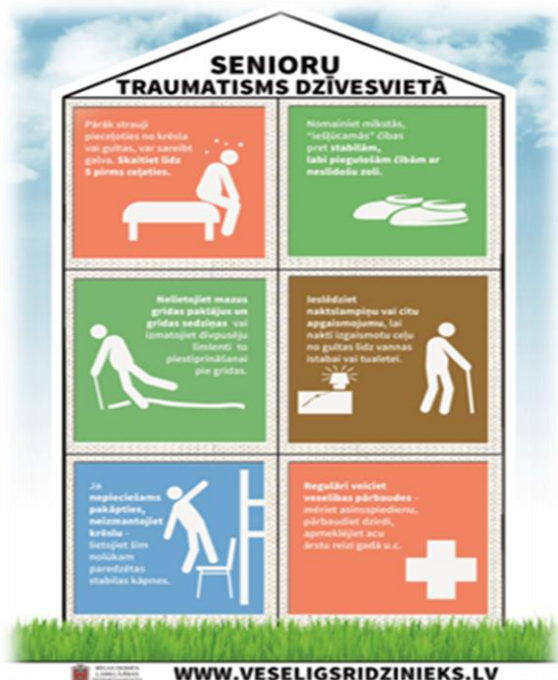 SENIORU
TRAUMATISMS DZĪVESVIETĀ
Pārāk strauji
pieceļoties no krēsla
vai gultas, var sareibt
galva. Skaitiet līdz
5 pirms ceļaties.
Nomainiet mīkstās,
"iešļūcamās" čības
pret stabilām,
labi piegulošām čībām ar
neslīdošu zoli.
Nelietojiet mazos
grīdas paklājus un
grīdas sedziņas vai
izmatojiet divpusēju
līmlenti to
piestiprināšanai
pie grīdas.
Ieslēdziet
naktslampiņu vai citu
apgaismojumu, lai
naktī izgaismotu ceļu
no gultas līdz vannas
istabai vai tualetei.
Ja
nepieciešams
pakāpties,
neizmantojiet
krēslu -
lietojiet šim
nolūkam
paredzētas
stabilas kāpnes.
Regulāri veiciet
veselības pārbaudes -
mēriet asinsspiedienu,
pārbaudiet dzirdi,
apmeklējiet acu
ārstu reizi gadā u.c.
WWW.VESELIGSRIDZINIEKS.LV